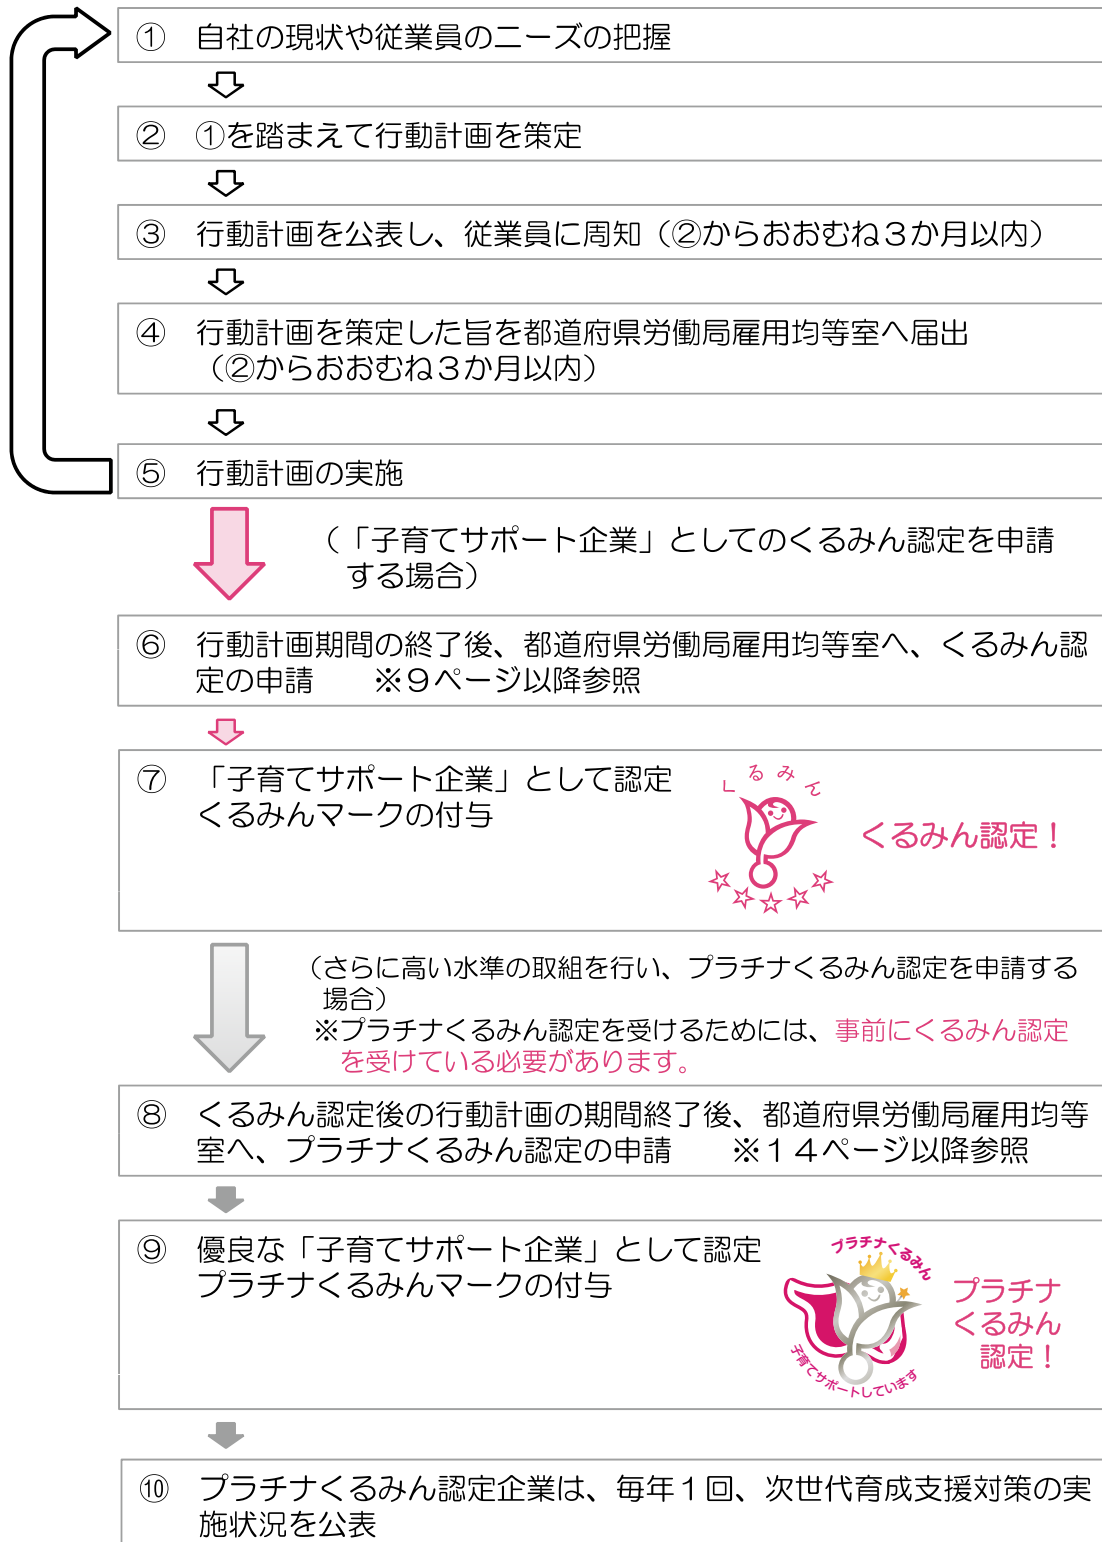 ① 自社の現状や従業員のニーズの把握
② ①を踏まえて行動計画を策定
③ 行動計画を公表し、従業員に周知（②からおおむね３か月以内）
④ 行動計画を策定した旨を都道府県労働局雇用均等室へ届出
（②からおおむね３か月以内）
⑤ 行動計画の実施
（「子育てサポート企業」としてのくるみん認定を申請
する場合）
⑥ 行動計画期間の終了後、都道府県労働局雇用均等室へ、くるみん認
定の申請　　※９ページ以降参照
⑦ 「子育てサポート企業」として認定
くるみんマークの付与
くるみん
くるみん認定！
（さらに高い水準の取組を行い、プラチナくるみん認定を申請する
場合）
※プラチナくるみん認定を受けるためには、事前にくるみん認定
を受けている必要があります。
⑧ くるみん認定後の行動計画の期間終了後、都道府県労働局雇用均等
室へ、プラチナくるみん認定の申請　　※１４ページ以降参照
⑨ 優良な「子育てサポート企業」として認定
プラチナくるみんマークの付与
プラチナくるみん
子育てサポートしています
プラチナ
くるみん
認定！
⑩ プラチナくるみん認定企業は、毎年１回、次世代育成支援対策の実
施状況を公表